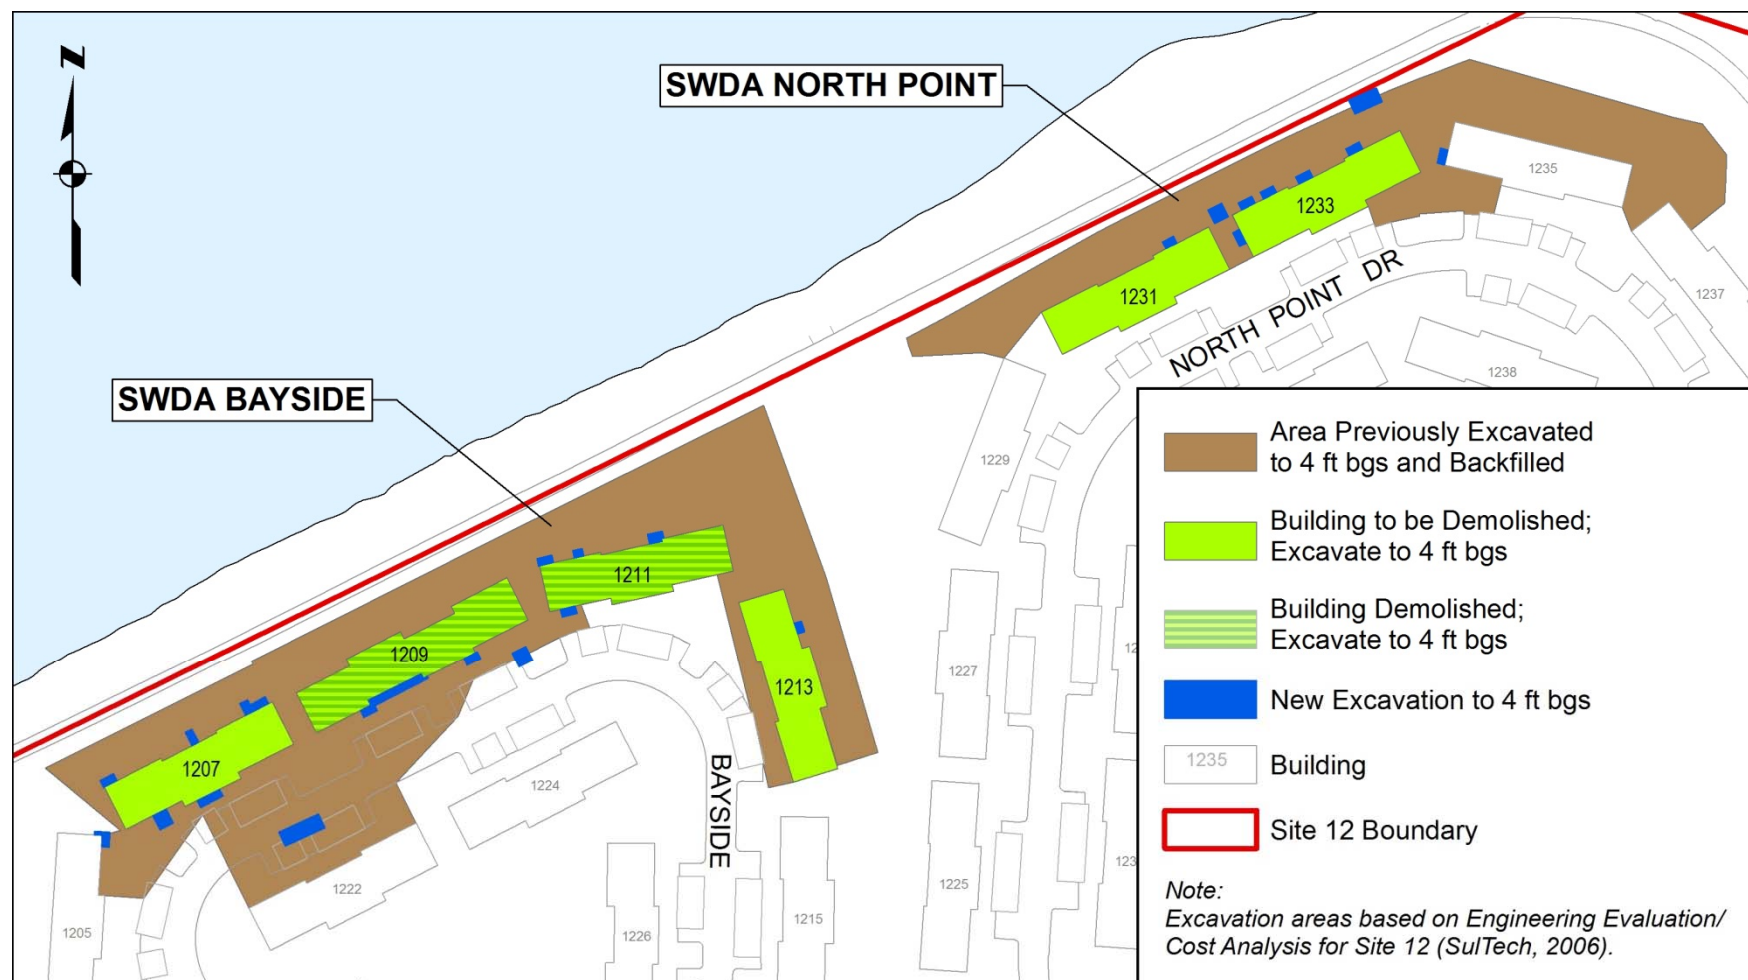 Z
SWDA NORTH POINT
1235
1233
1231
1237
NORTH POINT DR
1238
SWDA BAYSIDE
1229
1211
1209
1227
1213
1207
1224
BAYSIDE
1222
1225
1205
1226
1215
Area Previously Excavated
to 4 ft bgs and Backfilled
Building to be Demolished;
Excavate to 4 ft bgs
Building Demolished;
Excavate to 4 ft bgs
New Excavation to 4 ft bgs
1235
Building
Site 12 Boundary
Note:
Excavation areas based on Engineering Evaluation/
Cost Analysis for Site 12 (SulTech, 2006).